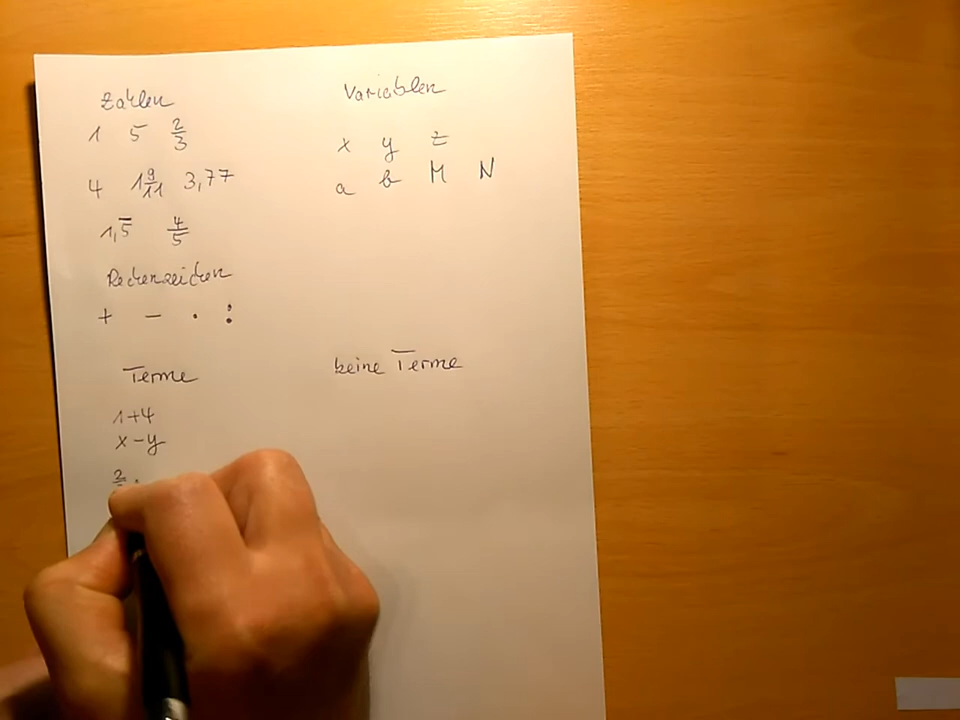 Zahlen
1 5 2/3
4 1 9/11 3,77
1,5̅ 4/5
Variablen
x y z
a b M N
Rechenzeichen
+ − · :
Terme
1+4
x−y
keine Terme